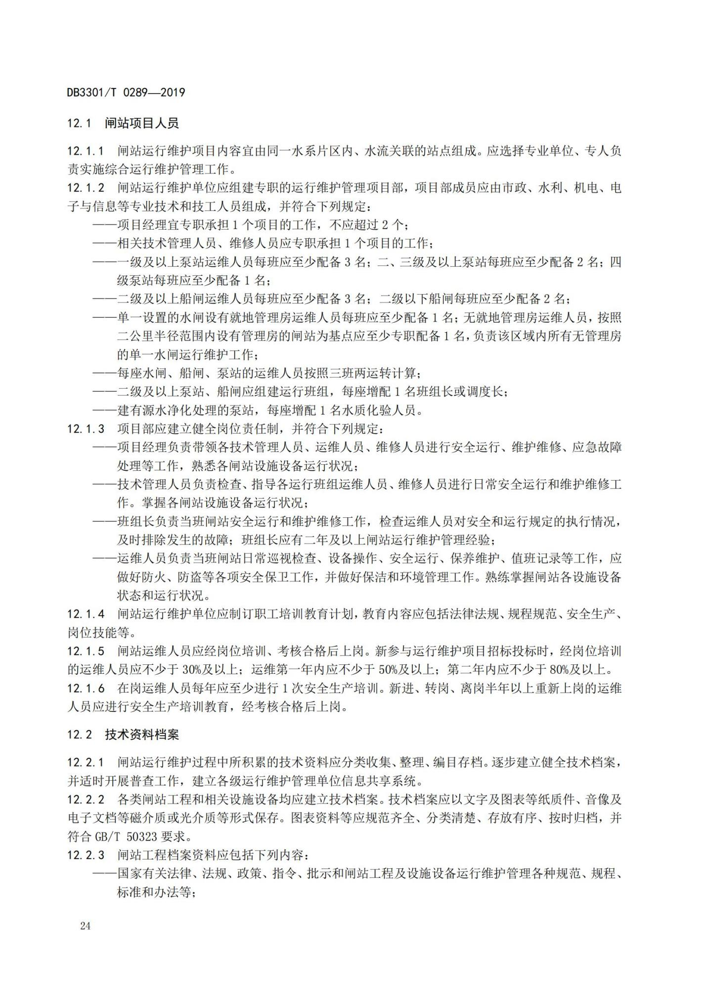 DB3301/T 0289—2019
12.1 闸站项目人员
12.1.1 闸站运行维护项目内容宜由同一水系片区内、水流关联的站点组成。应选择专业单位、专人负
责实施综合运行维护管理工作。
12.1.2 闸站运行维护单位应组建专职的运行维护管理项目部，项目部成员应由市政、水利、机电、电
子与信息等专业技术和技工人员组成，并符合下列规定：
——项目经理宜专职承担 1 个项目的工作，不应超过 2 个；
——相关技术管理人员、维修人员应专职承担 1 个项目的工作；
——一级及以上泵站运维人员每班应至少配备 3 名；二、三级及以上泵站每班应至少配备 2 名；四
级泵站每班应至少配备 1 名；
——二级及以上船闸运维人员每班应至少配备 3 名；二级以下船闸每班应至少配备 2 名；
——单一设置的水闸设有就地管理房运维人员每班应至少配备 1 名；无就地管理房运维人员，按照
二公里半径范围内设有管理房的闸站为基点应至少专职配备 1 名，负责该区域内所有无管理房
的单一水闸运行维护工作；
——每座水闸、船闸、泵站的运维人员按照三班两运转计算；
——二级及以上泵站、船闸应组建运行班组，每座增配 1 名班组长或调度长；
——建有源水净化处理的泵站，每座增配 1 名水质化验人员。
12.1.3 项目部应建立健全岗位责任制，并符合下列规定：
——项目经理负责带领各技术管理人员、运维人员、维修人员进行安全运行、维护维修、应急故障
处理等工作，熟悉各闸站设施设备运行状况；
——技术管理人员负责检查、指导各运行班组运维人员、维修人员进行日常安全运行和维护维修工
作。掌握各闸站设施设备运行状况；
——班组长负责当班闸站安全运行和维护维修工作，检查运维人员对安全和运行规定的执行情况，
及时排除发生的故障；班组长应有二年及以上闸站运行维护管理经验；
——运维人员负责当班闸站日常巡视检查、设备操作、安全运行、保养维护、值班记录等工作，应
做好防火、防盗等各项安全保卫工作，并做好保洁和环境管理工作。熟练掌握闸站各设施设备
状态和运行状况。
12.1.4 闸站运行维护单位应制订职工培训教育计划，教育内容应包括法律法规、规程规范、安全生产、
岗位技能等。
12.1.5 闸站运维人员应经岗位培训、考核合格后上岗。新参与运行维护项目招标投标时，经岗位培训
的运维人员应不少于 30%及以上；运维第一年内应不少于 50%及以上；第二年内应不少于 80%及以上。
12.1.6 在岗运维人员每年应至少进行 1 次安全生产培训。新进、转岗、离岗半年以上重新上岗的运维
人员应进行安全生产培训教育，经考核合格后上岗。
12.2 技术资料档案
12.2.1 闸站运行维护过程中所积累的技术资料应分类收集、整理、编目存档。逐步建立健全技术档案，
并适时开展普查工作，建立各级运行维护管理单位信息共享系统。
12.2.2 各类闸站工程和相关设施设备均应建立技术档案。技术档案应以文字及图表等纸质件、音像及
电子文档等磁介质或光介质等形式保存。图表资料等应规范齐全、分类清楚、存放有序、按时归档，并
符合 GB/T 50323 要求。
12.2.3 闸站工程档案资料应包括下列内容：
——国家有关法律、法规、政策、指令、批示和闸站工程及设施设备运行维护管理各种规范、规程、
标准和办法等；
24